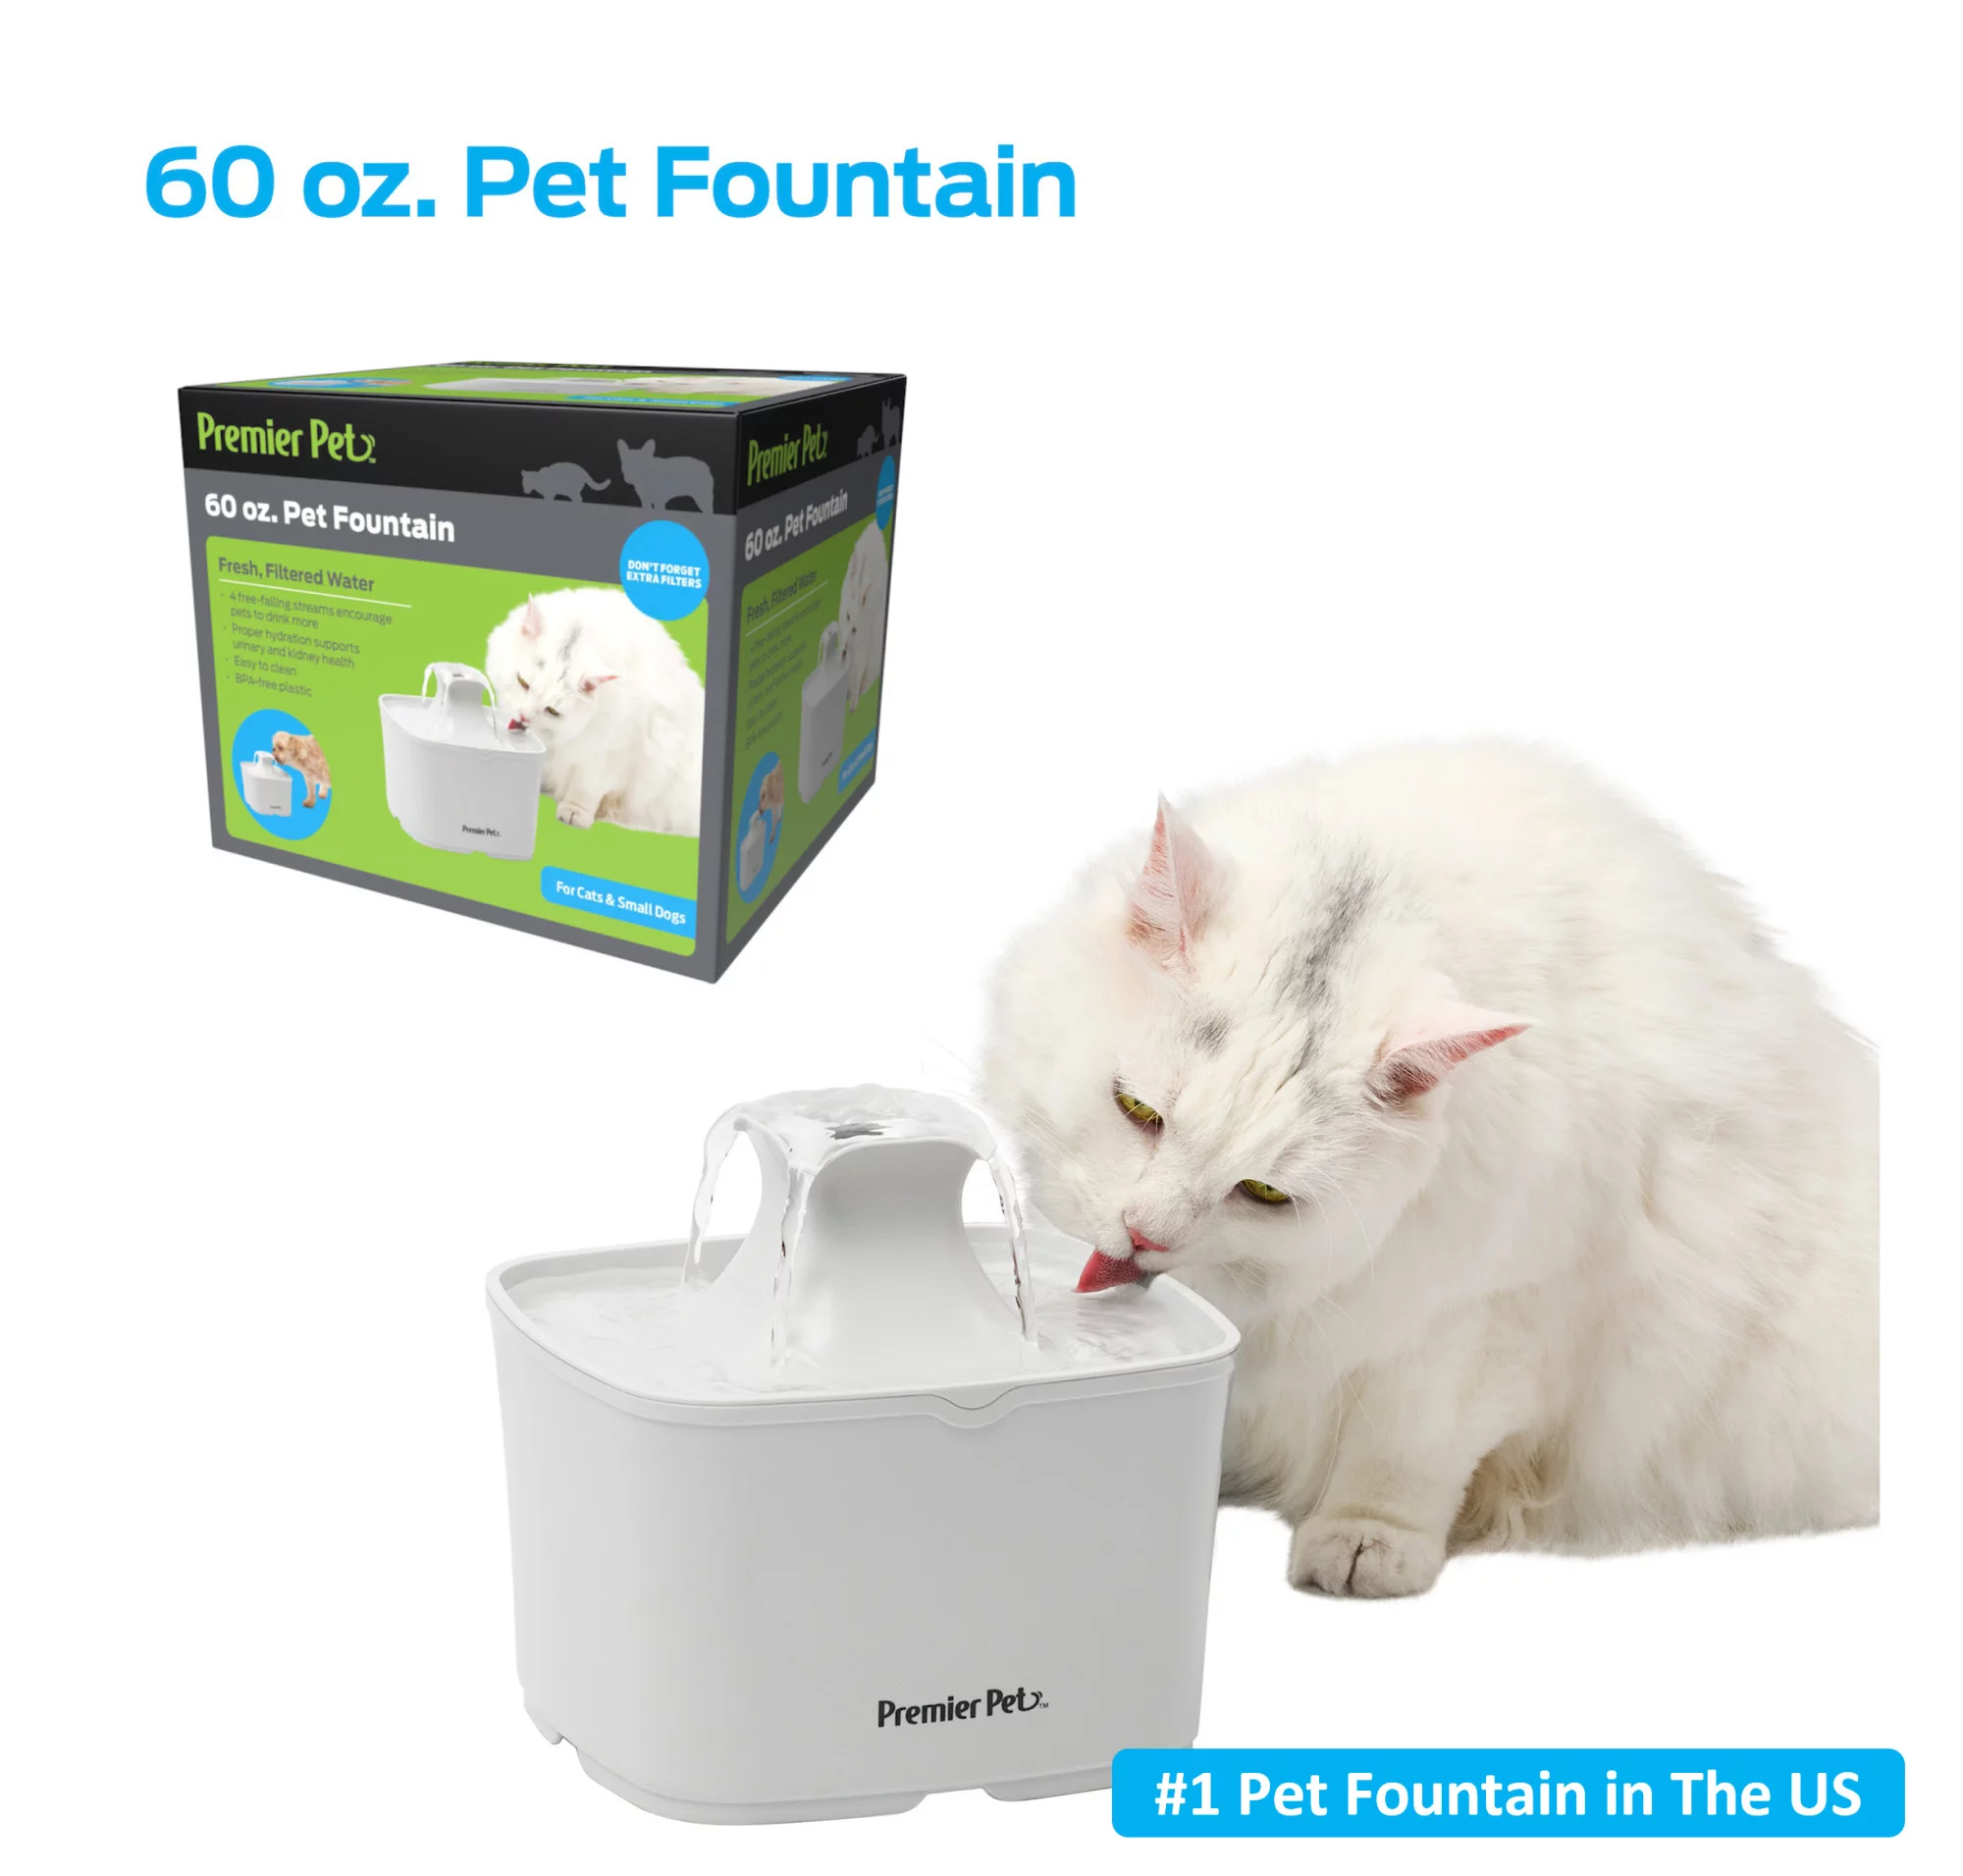 60 oz. Pet Fountain
Premier Pet™
60 oz. Pet Fountain
DON'T FORGET
EXTRA FILTERS
Fresh, Filtered Water
· 4 free-falling streams encourage
pets to drink more
· Proper hydration supports
urinary and kidney health
· Easy to clean
· BPA-free plastic
Premier Pet
For Cats & Small Dogs
Premier Pet
60 oz. Pet Fountain
Fresh, Filtered Water
Premier Pet™
#1 Pet Fountain in The US